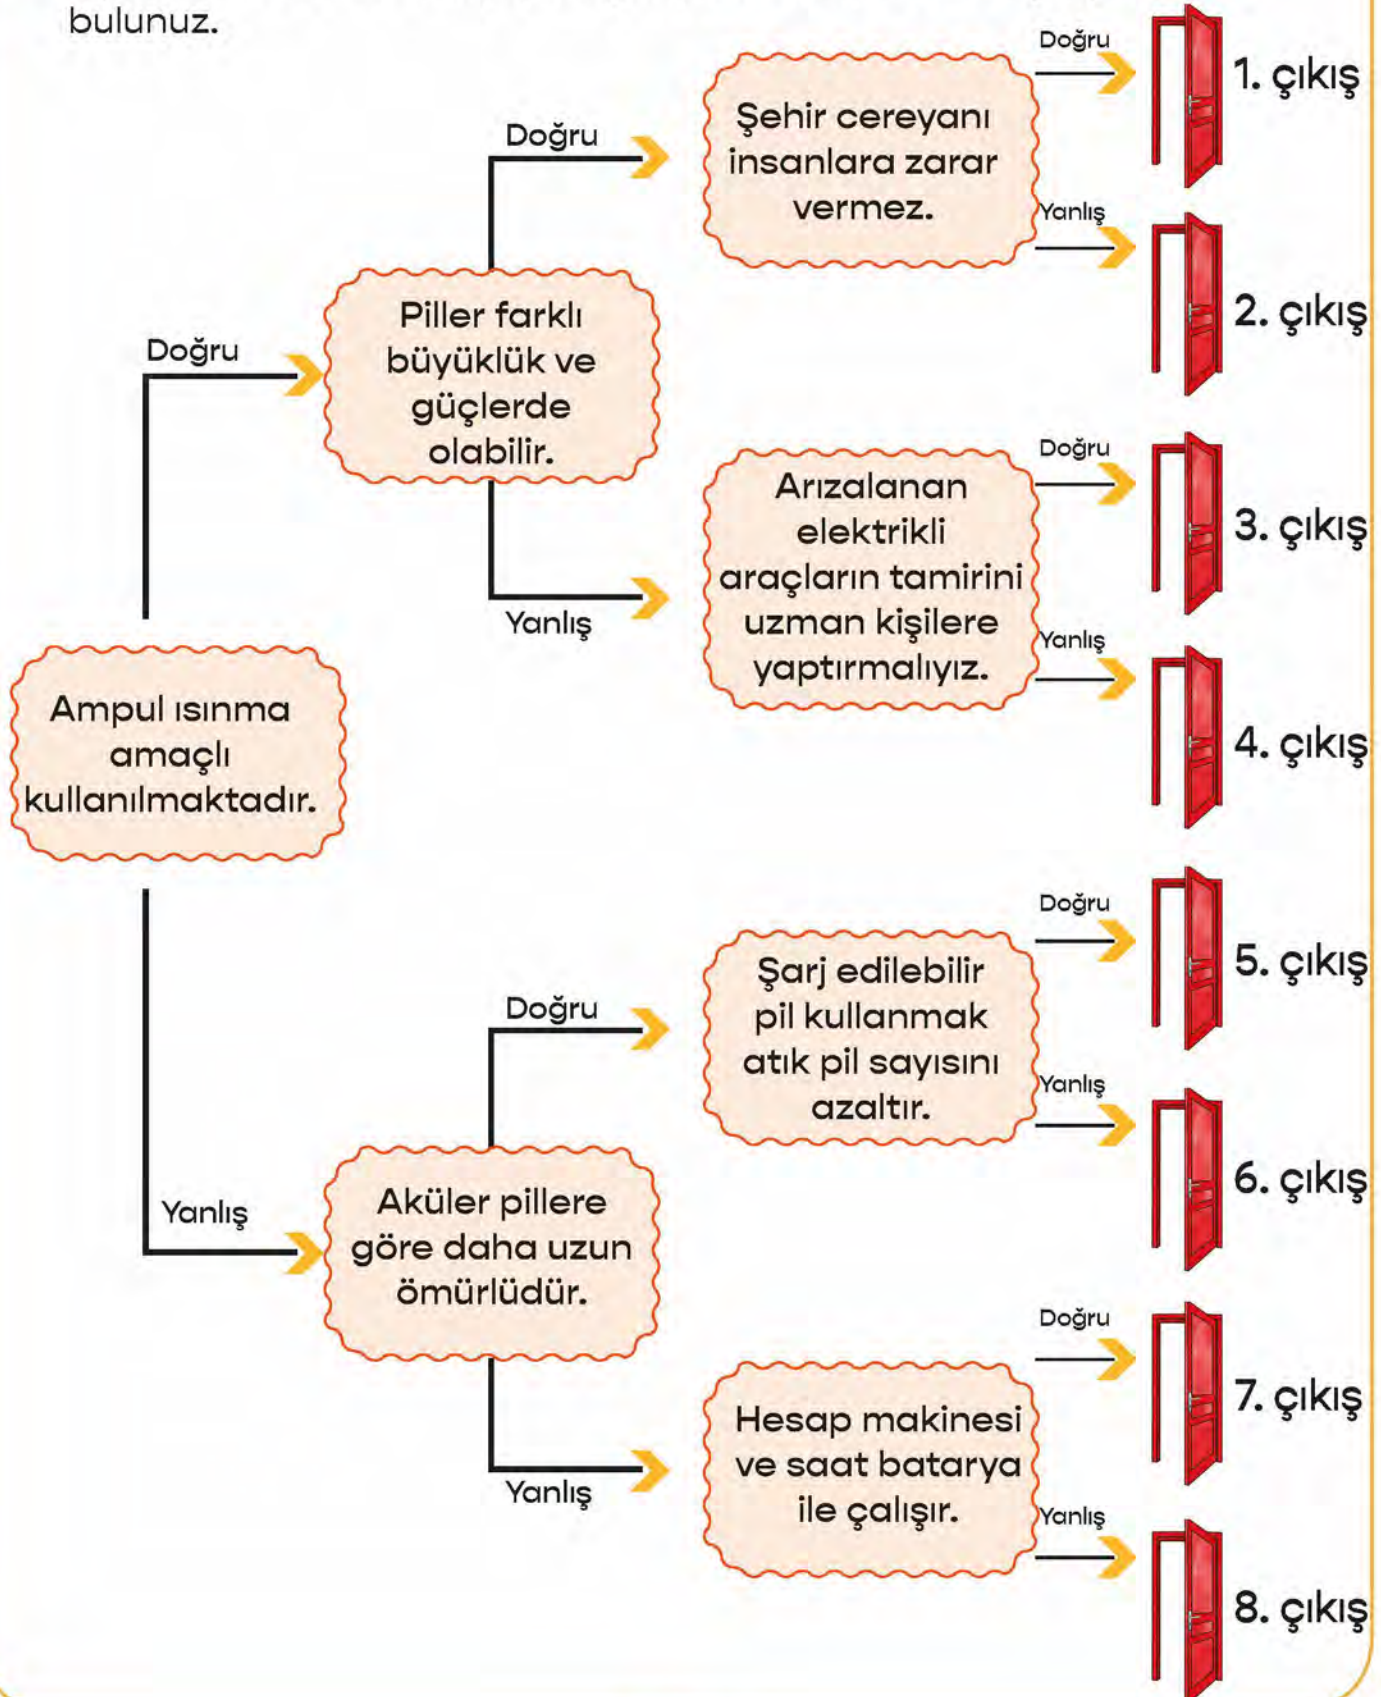 bulunuz.
Doğru
1. çıkış
Şehir cereyanı
insanlara zarar
vermez.
Doğru
Yanlış
2. çıkış
Piller farklı
büyüklük ve
güçlerde
olabilir.
Doğru
Doğru
3. çıkış
Arızalanan
elektrikli
araçların tamirini
uzman kişilere
yaptırmalıyız.
Yanlış
Yanlış
4. çıkış
Ampul ısınma
amaçlı
kullanılmaktadır.
Doğru
5. çıkış
Şarj edilebilir
pil kullanmak
atık pil sayısını
azaltır.
Doğru
Yanlış
6. çıkış
Yanlış
Aküler pillere
göre daha uzun
ömürlüdür.
Doğru
7. çıkış
Hesap makinesi
ve saat batarya
ile çalışır.
Yanlış
Yanlış
8. çıkış